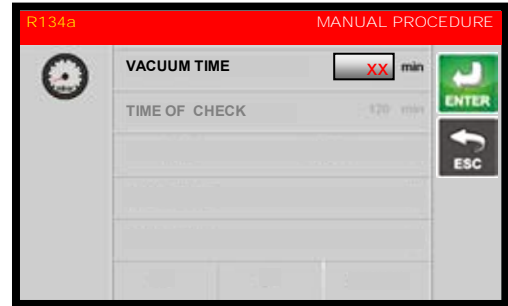 R134a MANUAL PROCEDURE
VACUUM TIME XX min
ENTER
TIME OF CHECK 120 min
ESC